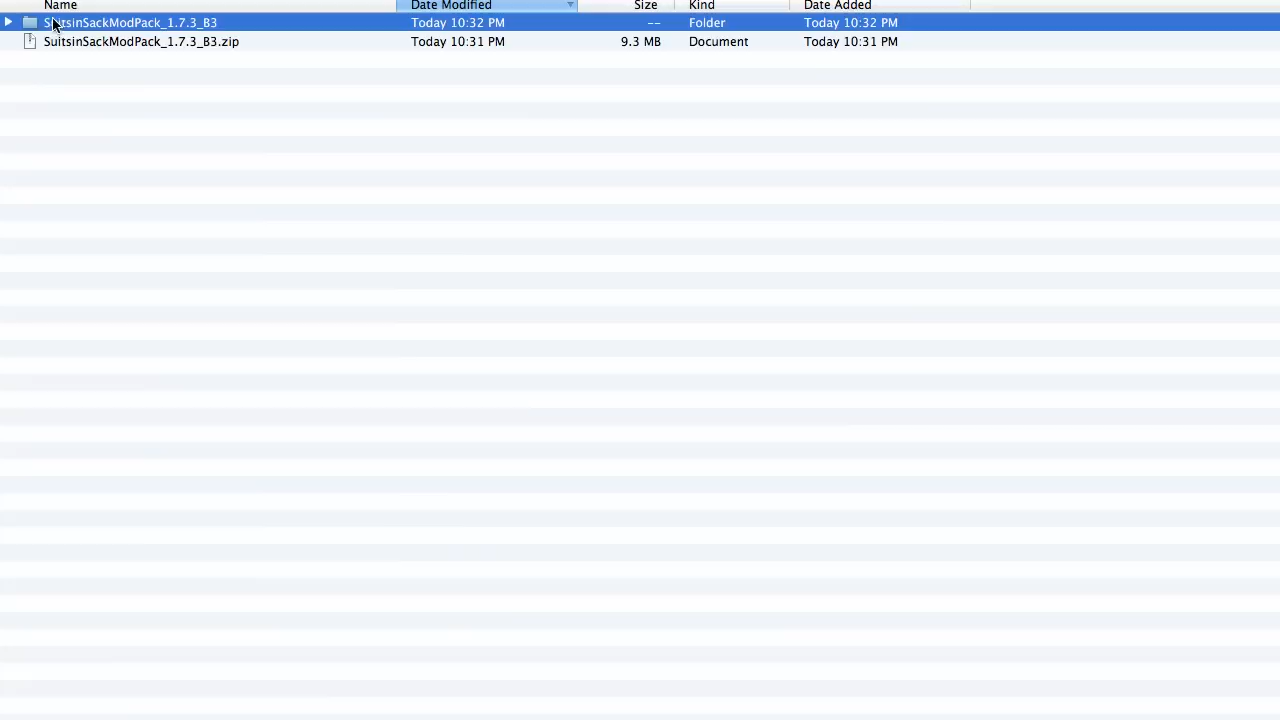 Name Date Modified Size Kind Date Added
SuitsinSackModPack_1.7.3_B3 Today 10:32 PM -- Folder Today 10:32 PM
SuitsinSackModPack_1.7.3_B3.zip Today 10:31 PM 9.3 MB Document Today 10:31 PM